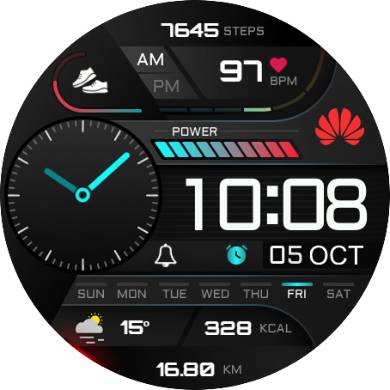 7645 STEPS
AM
PM
97 BPM
POWER
10:08
05 OCT
SUN MON TUE WED THU FRI SAT
15° 328 KCAL
16.80 KM